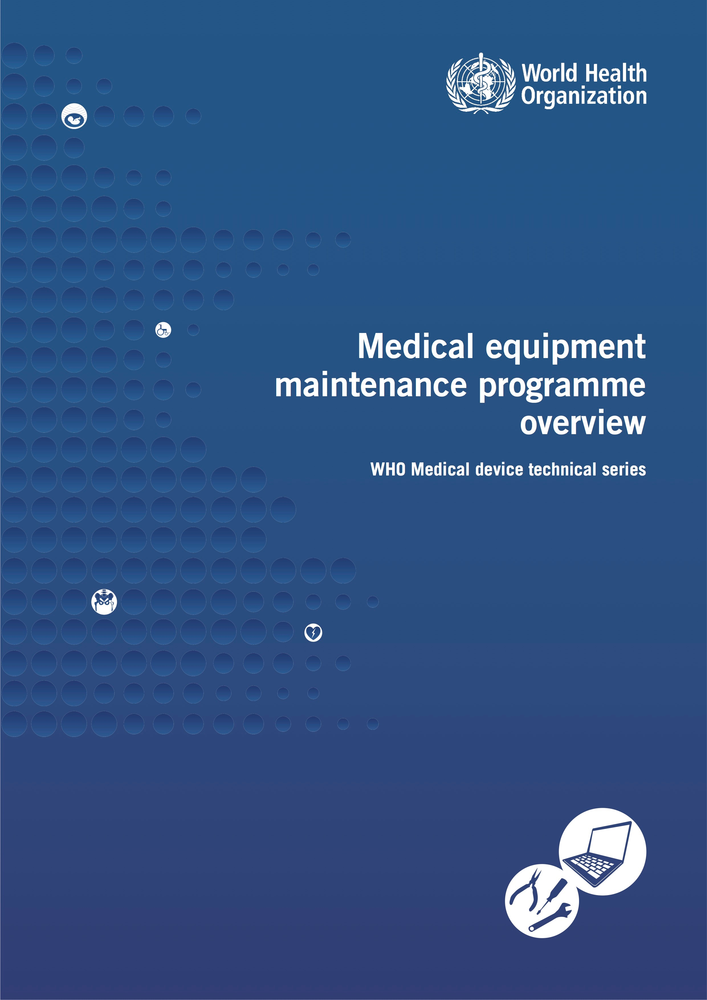 World Health
Organization
Medical equipment
maintenance programme
overview
WHO Medical device technical series